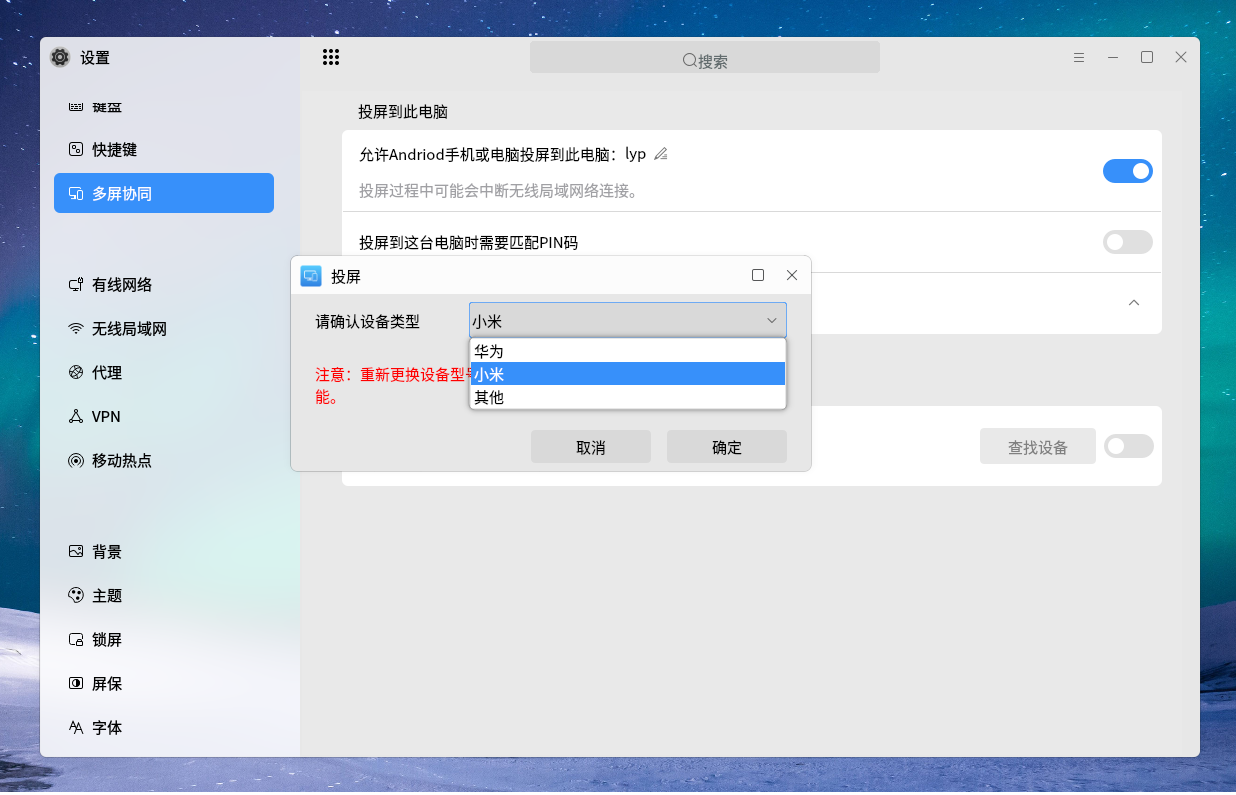 设置
搜索
键盘
快捷键
多屏协同
有线网络
无线局域网
代理
VPN
移动热点
背景
主题
锁屏
屏保
字体
投屏到此电脑
允许Andriod手机或电脑投屏到此电脑：lyp
投屏过程中可能会中断无线局域网络连接。
投屏到这台电脑时需要匹配PIN码
投屏
请确认设备类型
小米
华为
小米
其他
注意：重新更换设备型号
能。
取消
确定
查找设备